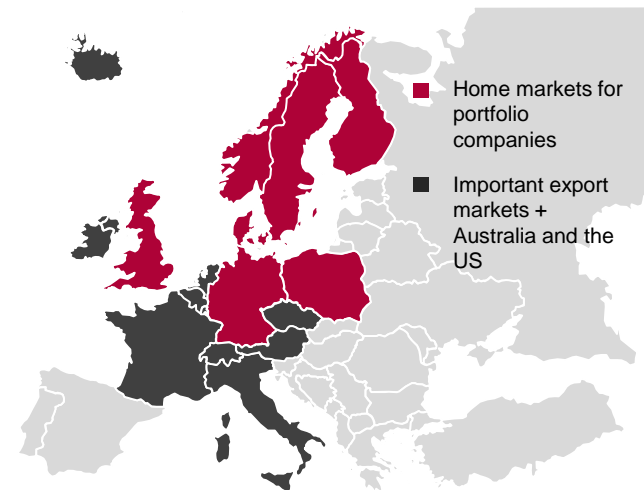 Home markets for
portfolio
companies
Important export
markets +
Australia and the
US